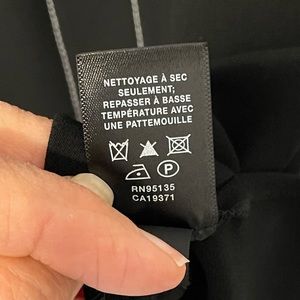 NETTOYAGE À SEC
SEULEMENT;
REPASSER À BASSE
TEMPÉRATURE AVEC
UNE PATTEMOUILLE
P
RN95135
CA19371